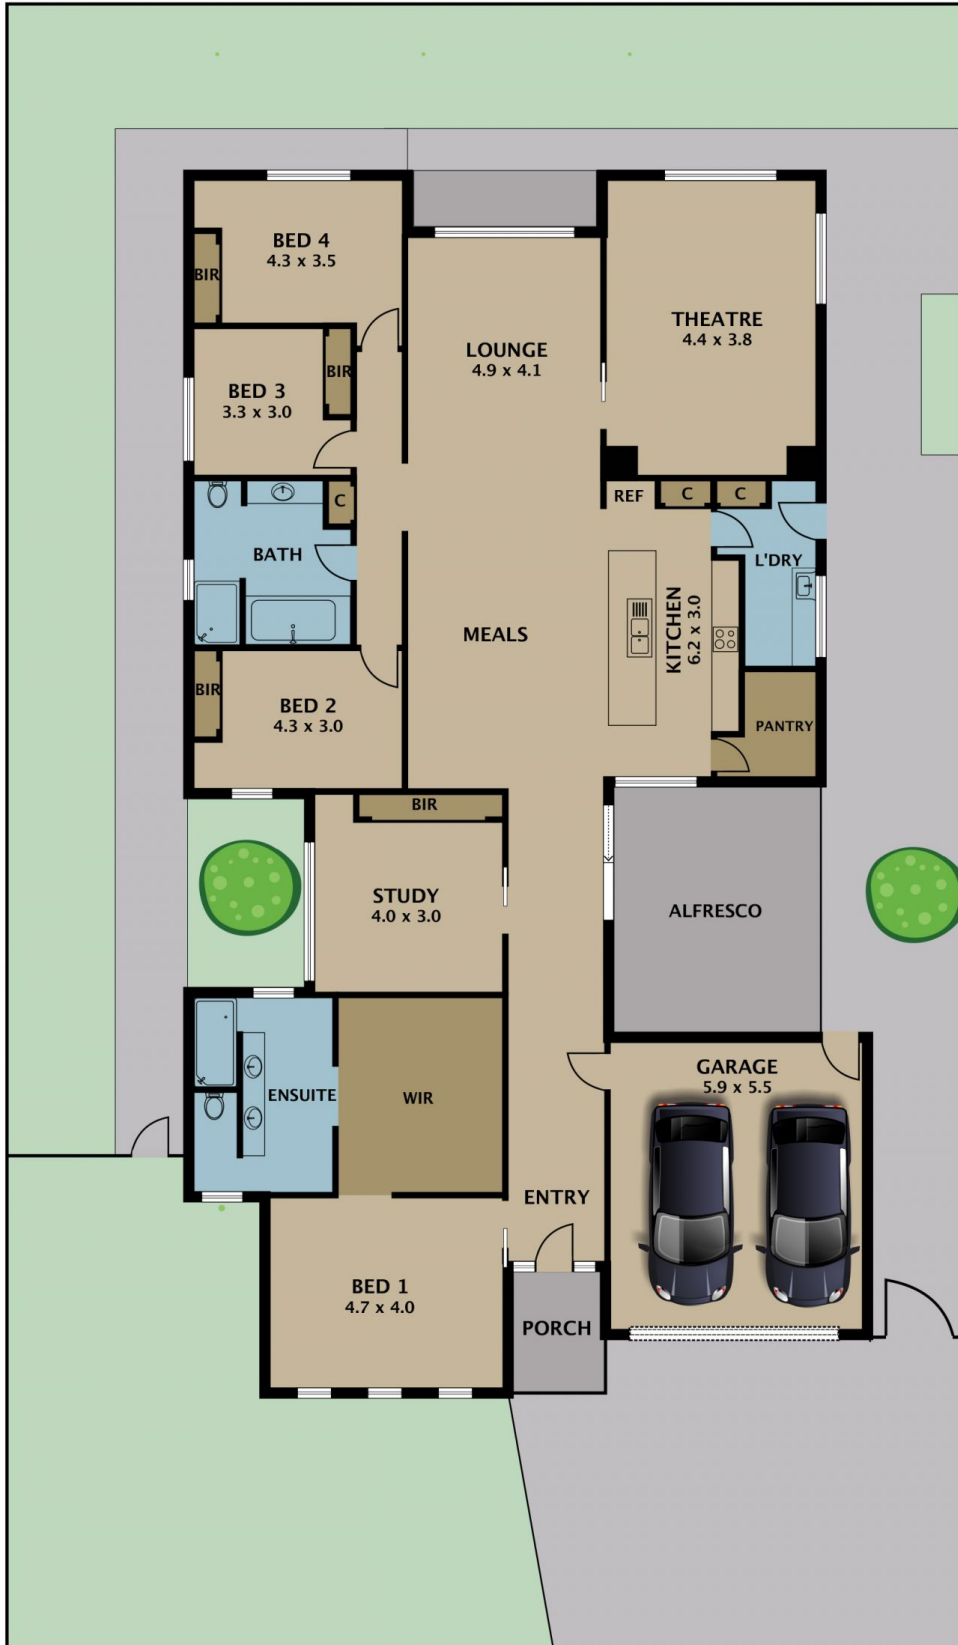 BED 4
4.3 x 3.5
BIR
LOUNGE
4.9 x 4.1
THEATRE
4.4 x 3.8
BED 3
3.3 x 3.0
BIR
C
BATH
REF
C
C
L'DRY
MEALS
KITCHEN
6.2 x 3.0
BIR
BED 2
4.3 x 3.0
PANTRY
BIR
STUDY
4.0 x 3.0
ALFRESCO
ENSUITE
WIR
GARAGE
5.9 x 5.5
ENTRY
BED 1
4.7 x 4.0
PORCH